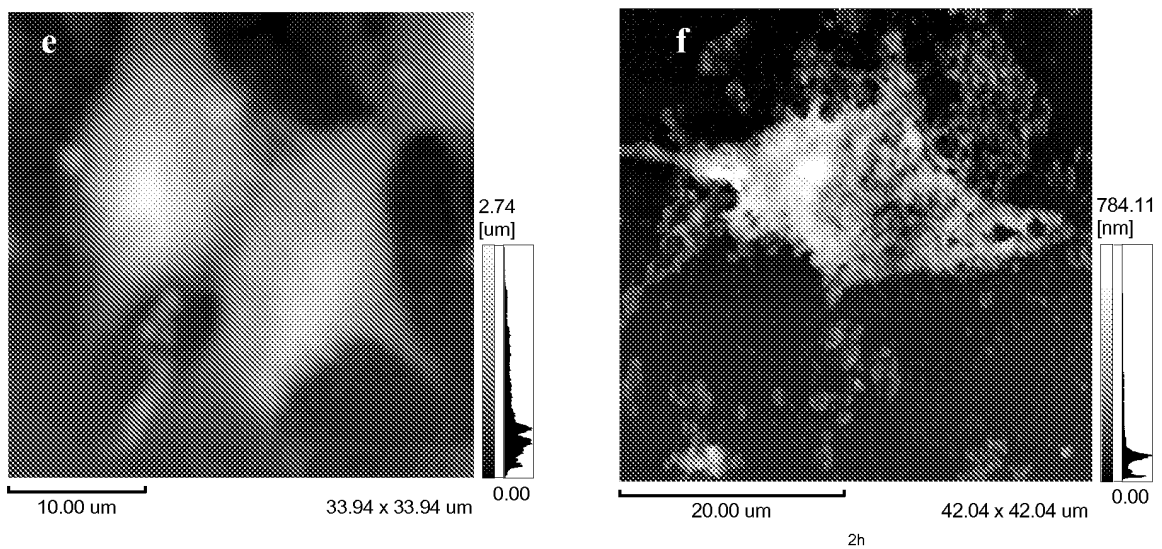 e
2.74
[um]
0.00
10.00 um
33.94 x 33.94 um
f
784.11
[nm]
0.00
20.00 um
42.04 x 42.04 um
2h